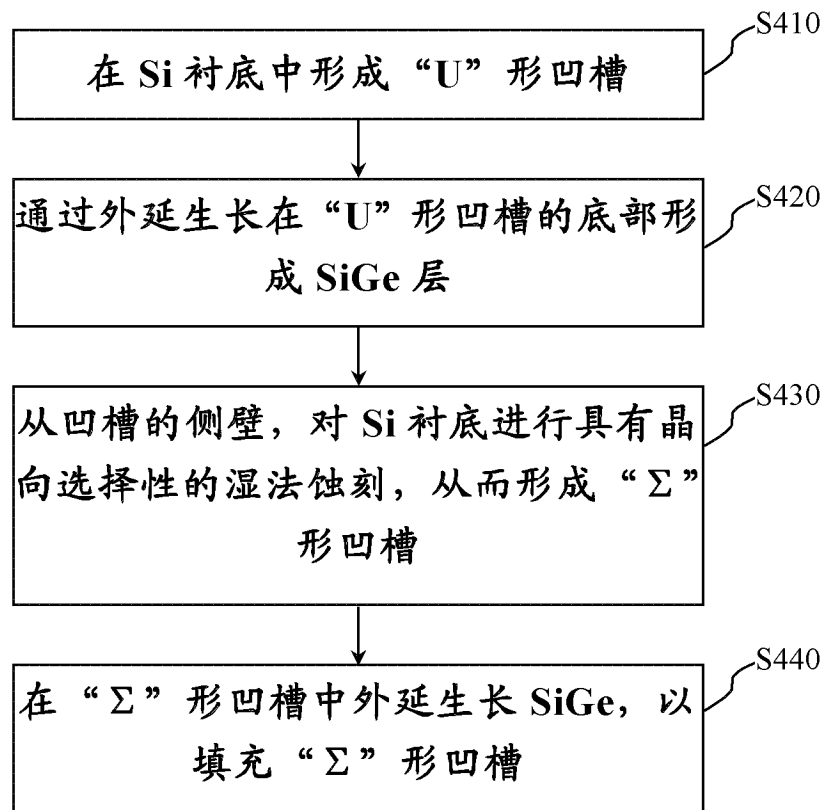 S410
在 Si 衬底中形成 “U” 形凹槽
S420
通过外延生长在 “U” 形凹槽的底部形
成 SiGe 层
S430
从凹槽的侧壁，对 Si 衬底进行具有晶
向选择性的湿法蚀刻，从而形成 “Σ”
形凹槽
S440
在 “Σ” 形凹槽中外延生长 SiGe，以
填充 “Σ” 形凹槽